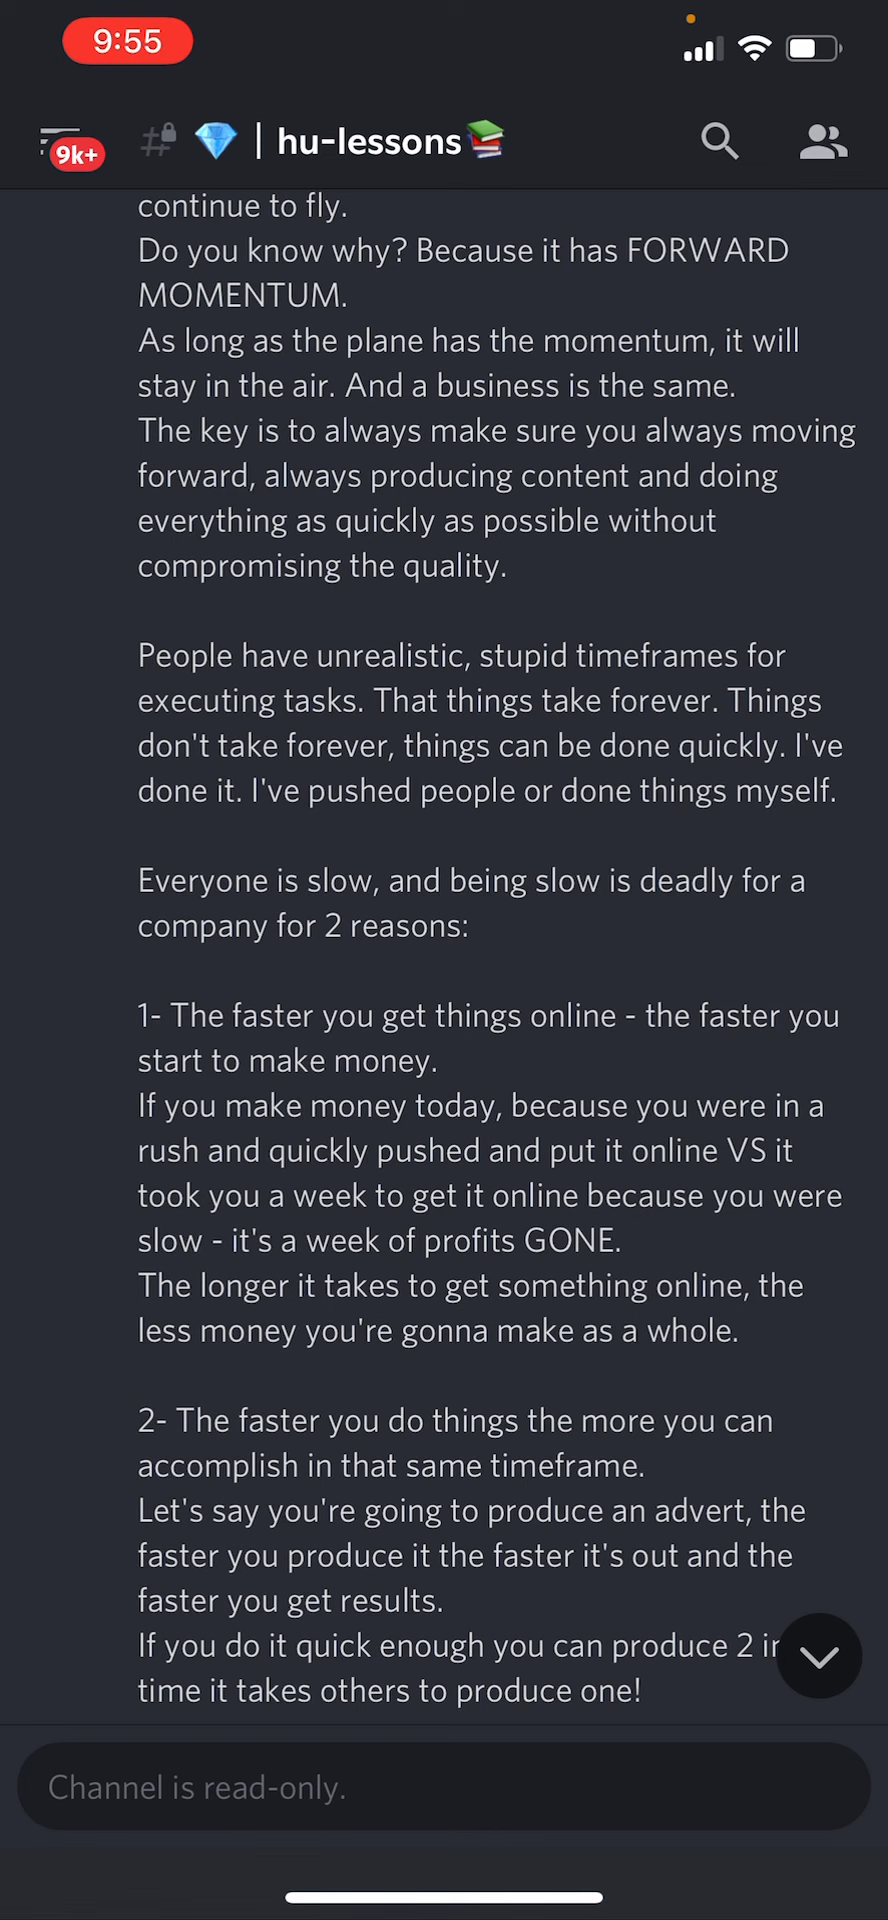 9:55
9k+
| hu-lessons
continue to fly.
Do you know why? Because it has FORWARD
MOMENTUM.
As long as the plane has the momentum, it will
stay in the air. And a business is the same.
The key is to always make sure you always moving
forward, always producing content and doing
everything as quickly as possible without
compromising the quality.
People have unrealistic, stupid timeframes for
executing tasks. That things take forever. Things
don't take forever, things can be done quickly. I've
done it. I've pushed people or done things myself.
Everyone is slow, and being slow is deadly for a
company for 2 reasons:
1- The faster you get things online - the faster you
start to make money.
If you make money today, because you were in a
rush and quickly pushed and put it online VS it
took you a week to get it online because you were
slow - it's a week of profits GONE.
The longer it takes to get something online, the
less money you're gonna make as a whole.
2- The faster you do things the more you can
accomplish in that same timeframe.
Let's say you're going to produce an advert, the
faster you produce it the faster it's out and the
faster you get results.
If you do it quick enough you can produce 2
time it takes others to produce one!
Channel is read-only.